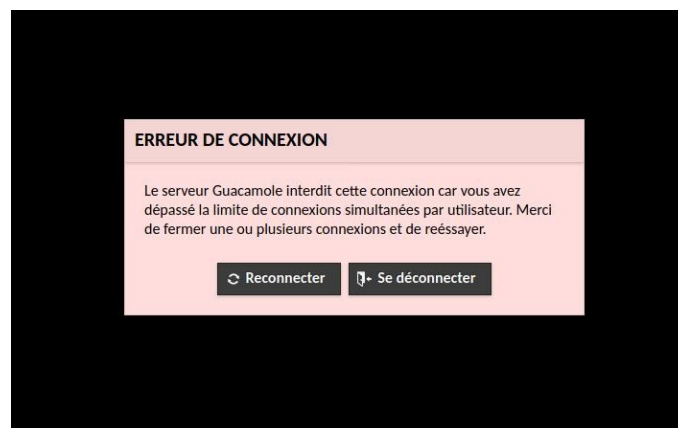 ERREUR DE CONNEXION
Le serveur Guacamole interdit cette connexion car vous avez
dépassé la limite de connexions simultanées par utilisateur. Merci
de fermer une ou plusieurs connexions et de reéssayer.
Reconnecter Se déconnecter